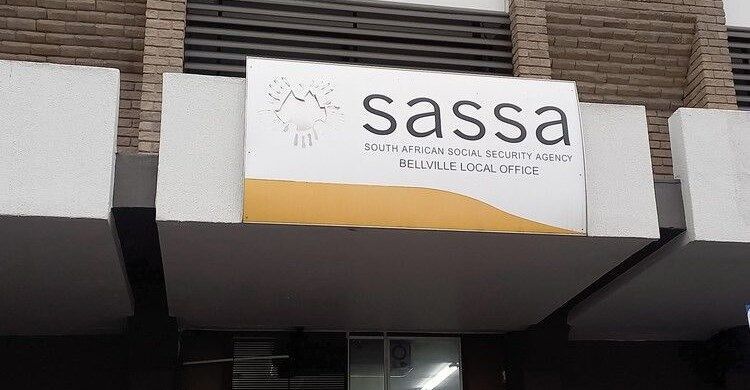 sassa
SOUTH AFRICAN SOCIAL SECURITY AGENCY
BELLVILLE LOCAL OFFICE